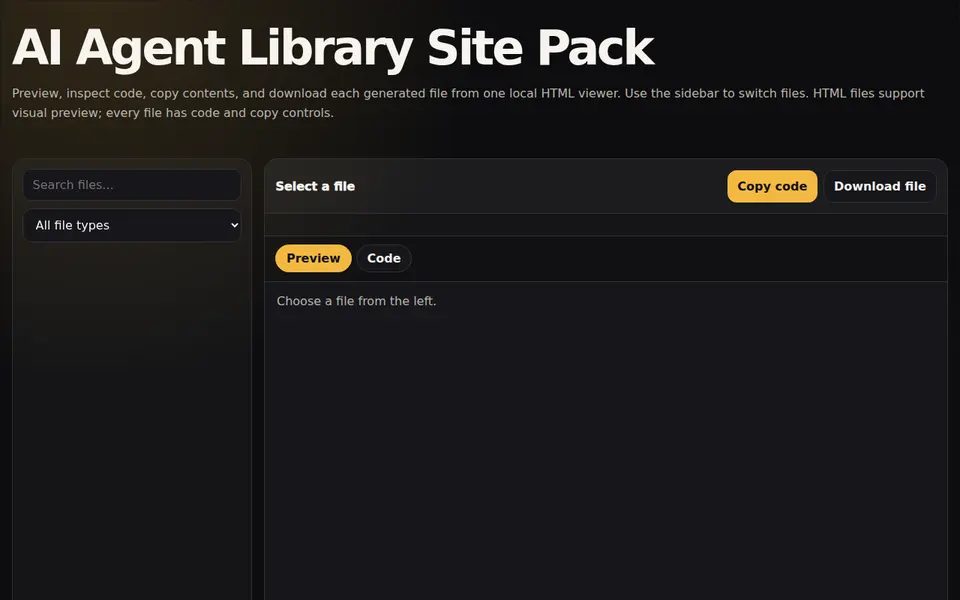 AI Agent Library Site Pack
Preview, inspect code, copy contents, and download each generated file from one local HTML viewer. Use the sidebar to switch files. HTML files support
visual preview; every file has code and copy controls.
Search files...
All file types
Select a file
Copy code
Download file
Preview
Code
Choose a file from the left.